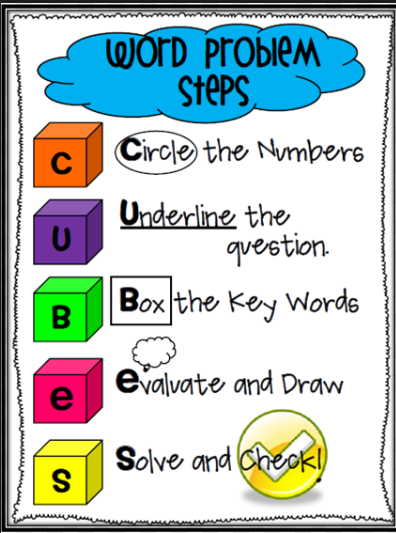 Word Problem
Steps
C
Circle the Numbers
U
Underline the
question.
B
Box the Key Words
e
evaluate and Draw
S
Solve and Check!